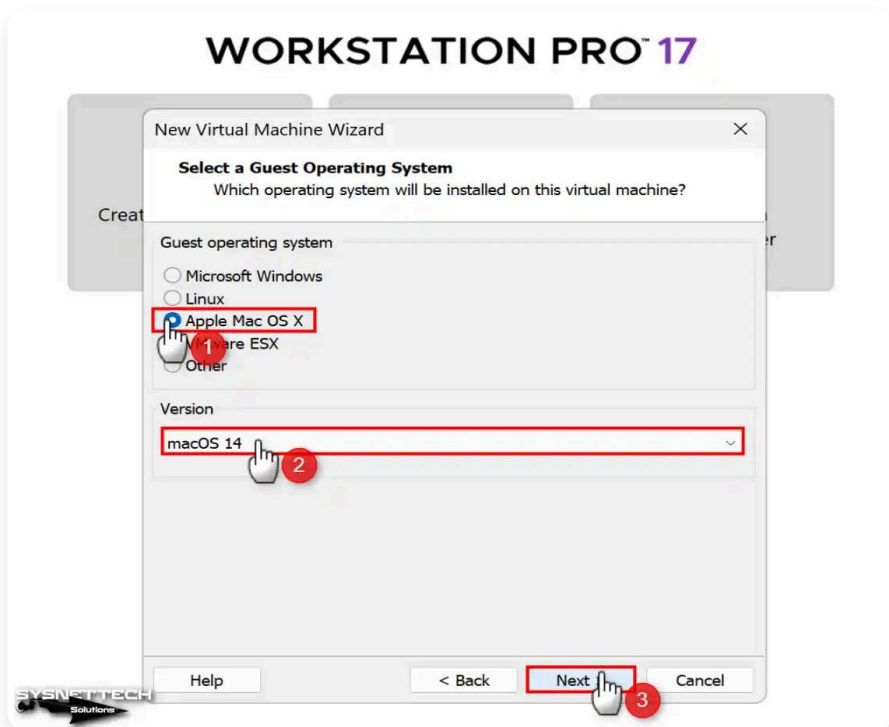 WORKSTATION PRO™ 17
New Virtual Machine Wizard
Select a Guest Operating System
Which operating system will be installed on this virtual machine?
Creat
er
Guest operating system
Microsoft Windows
Linux
Apple Mac OS X
1
ware ESX
Other
Version
macOS 14
2
Help
< Back
Next
Cancel
3
SYSNETTECH
Solutions